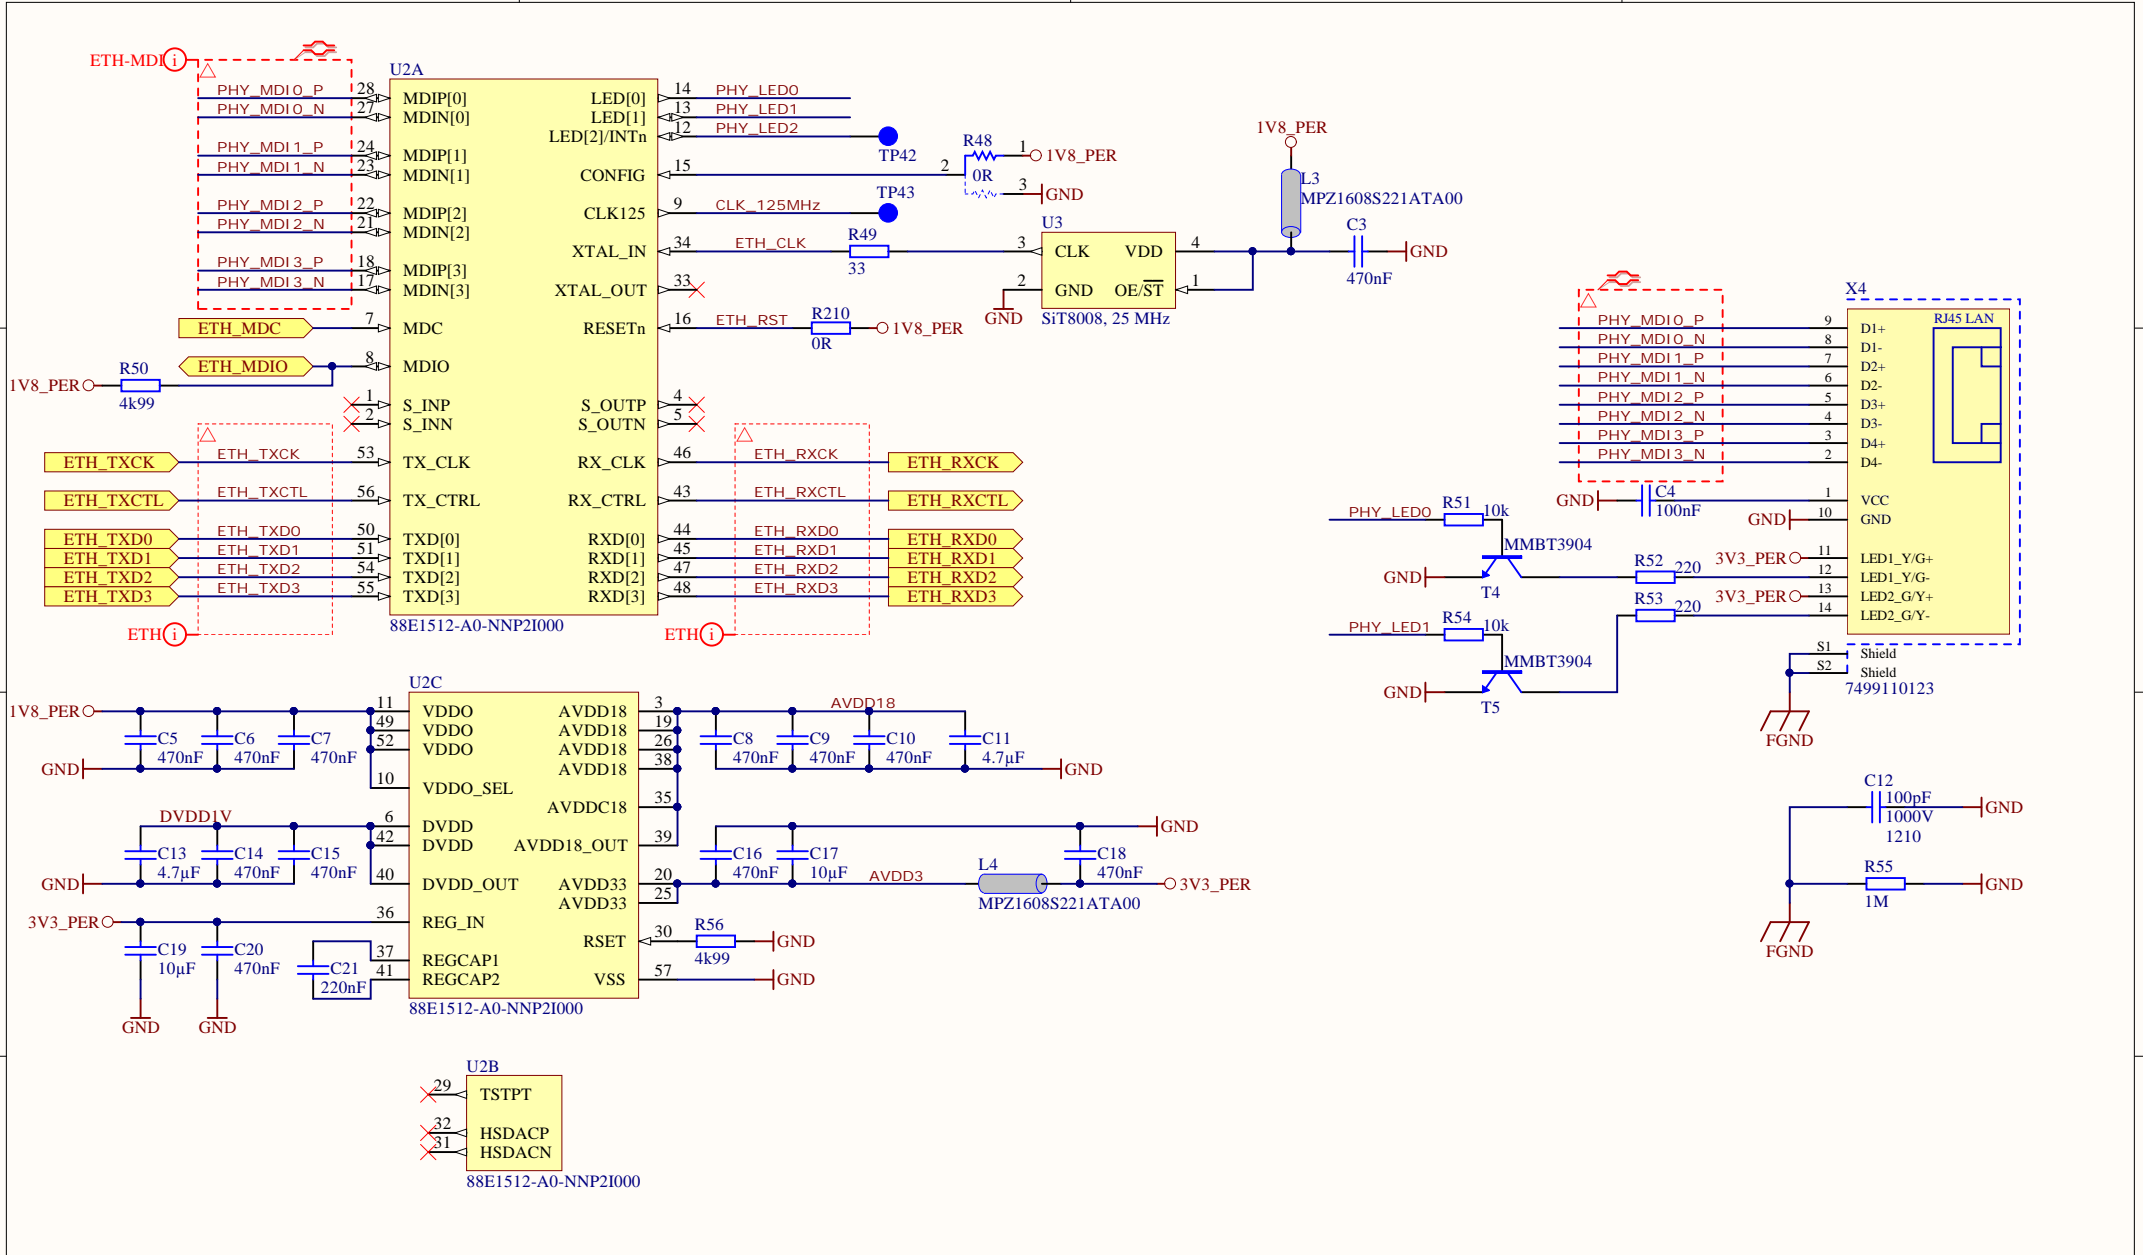 ETH-MDI i
PHY_MDI0_P 28
PHY_MDI0_N 27
PHY_MDI1_P 24
PHY_MDI1_N 23
PHY_MDI2_P 22
PHY_MDI2_N 21
PHY_MDI3_P 18
PHY_MDI3_N 17
ETH_MDC 7
ETH_MDIO 8
1V8_PER R50 4k99
1
2
ETH_TXCK ETH_TXCK 53
ETH_TXCTL ETH_TXCTL 56
ETH_TXD0 ETH_TXD0 50
ETH_TXD1 ETH_TXD1 51
ETH_TXD2 ETH_TXD2 54
ETH_TXD3 ETH_TXD3 55
ETH i
U2A
MDIP[0] LED[0]
MDIN[0] LED[1]
LED[2]/INTn
MDIP[1]
MDIN[1] CONFIG
MDIP[2] CLK125
MDIN[2]
XTAL_IN
MDIP[3]
MDIN[3] XTAL_OUT
MDC RESETn
MDIO
S_INP S_OUTP
S_INN S_OUTN
TX_CLK RX_CLK
TX_CTRL RX_CTRL
TXD[0] RXD[0]
TXD[1] RXD[1]
TXD[2] RXD[2]
TXD[3] RXD[3]
88E1512-A0-NNP2I000
14 PHY_LED0
13 PHY_LED1
12 PHY_LED2
TP42
15 2 R48 0R 1 1V8_PER
3 GND
TP43
9 CLK_125MHz
34 ETH_CLK R49 33
33
16 ETH_RST R210 0R 1V8_PER
4
5
46 ETH_RXCK ETH_RXCK
43 ETH_RXCTL ETH_RXCTL
44 ETH_RXD0 ETH_RXD0
45 ETH_RXD1 ETH_RXD1
47 ETH_RXD2 ETH_RXD2
48 ETH_RXD3 ETH_RXD3
ETH i
U3
3 CLK VDD 4
2 GND OE/ST 1
GND
SiT8008, 25 MHz
1V8_PER
L3
MPZ1608S221ATA00
C3
470nF
GND
X4
RJ45 LAN
PHY_MDI0_P 9 D1+
PHY_MDI0_N 8 D1-
PHY_MDI1_P 7 D2+
PHY_MDI1_N 6 D2-
PHY_MDI2_P 5 D3+
PHY_MDI2_N 4 D3-
PHY_MDI3_P 3 D4+
PHY_MDI3_N 2 D4-
GND C4 100nF 1 VCC
GND 10 GND
3V3_PER 11 LED1_Y/G+
R52 220 12 LED1_Y/G-
3V3_PER 13 LED2_G/Y+
R53 220 14 LED2_G/Y-
S1 Shield
S2 Shield
7499110123
FGND
PHY_LED0 R51 10k
MMBT3904
GND
T4
PHY_LED1 R54 10k
MMBT3904
GND
T5
C12
100pF
1000V
1210
GND
R55
1M
GND
FGND
U2C
1V8_PER
C5 470nF
C6 470nF
C7 470nF
GND
11 VDDO AVDD18 3
49 VDDO AVDD18 19
52 VDDO AVDD18 26
AVDD18 38
10 VDDO_SEL
AVDDC18 35
DVDD1V
6 DVDD
42 DVDD AVDD18_OUT 39
C13 4.7µF
C14 470nF
C15 470nF
GND
40 DVDD_OUT AVDD33 20
AVDD33 25
3V3_PER 36 REG_IN
RSET 30
C19 10µF
C20 470nF
GND GND
C21 220nF
37 REGCAP1
41 REGCAP2 VSS 57
88E1512-A0-NNP2I000
AVDD18
C8 470nF
C9 470nF
C10 470nF
C11 4.7µF
GND
GND
C16 470nF
C17 10µF
C18 470nF
AVDD3
L4
MPZ1608S221ATA00
3V3_PER
R56
4k99
GND
GND
U2B
29 TSTPT
32 HSDACP
31 HSDACN
88E1512-A0-NNP2I000